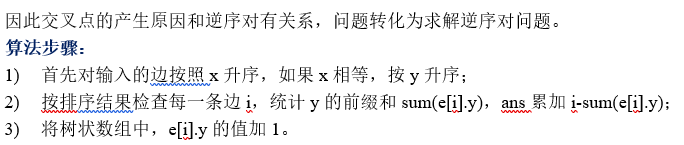 因此交叉点的产生原因和逆序对有关系，问题转化为求解逆序对问题。
算法步骤：
1) 首先对输入的边按照 x 升序，如果 x 相等，按 y 升序；
2) 按排序结果检查每一条边 i，统计 y 的前缀和 sum(e[i].y)，ans 累加 i-sum(e[i].y)；
3) 将树状数组中，e[i].y 的值加 1。